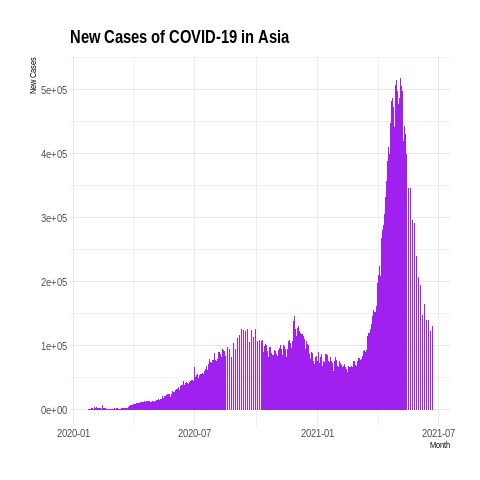 New Cases of COVID-19 in Asia
New Cases
5e+05
4e+05
3e+05
2e+05
1e+05
0e+00
2020-01
2020-07
2021-01
2021-07
Month